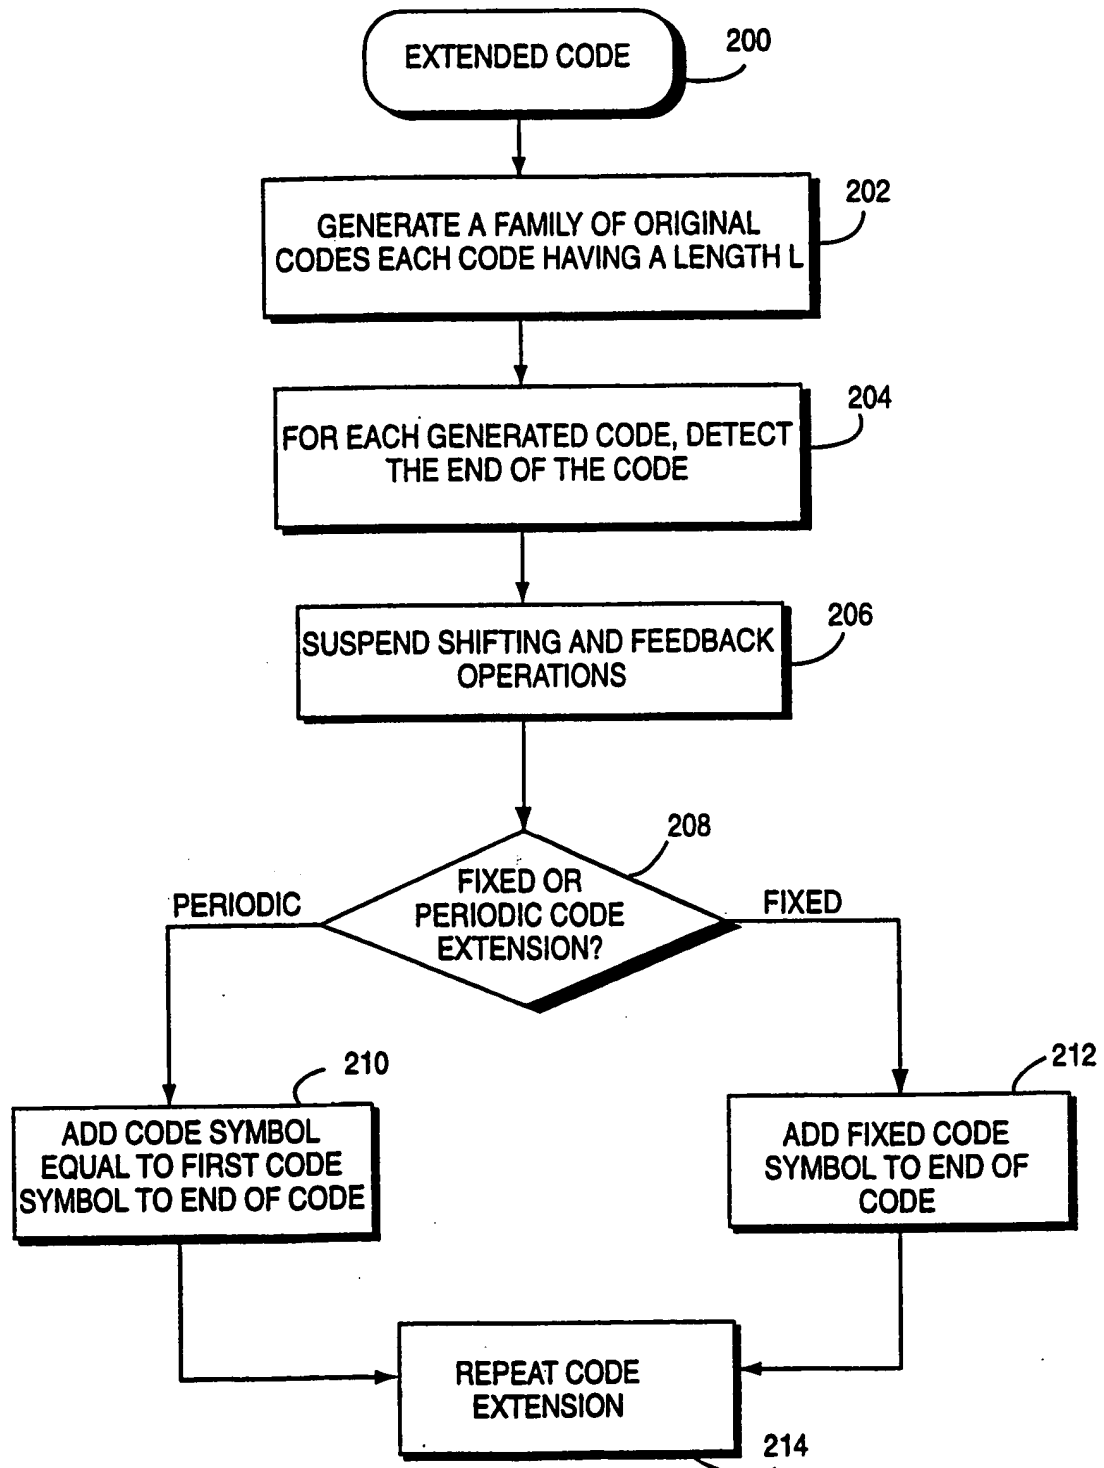 EXTENDED CODE
200
GENERATE A FAMILY OF ORIGINAL
CODES EACH CODE HAVING A LENGTH L
202
FOR EACH GENERATED CODE, DETECT
THE END OF THE CODE
204
SUSPEND SHIFTING AND FEEDBACK
OPERATIONS
206
FIXED OR
PERIODIC CODE
EXTENSION?
208
PERIODIC
FIXED
210
ADD CODE SYMBOL
EQUAL TO FIRST CODE
SYMBOL TO END OF CODE
212
ADD FIXED CODE
SYMBOL TO END OF
CODE
REPEAT CODE
EXTENSION
214